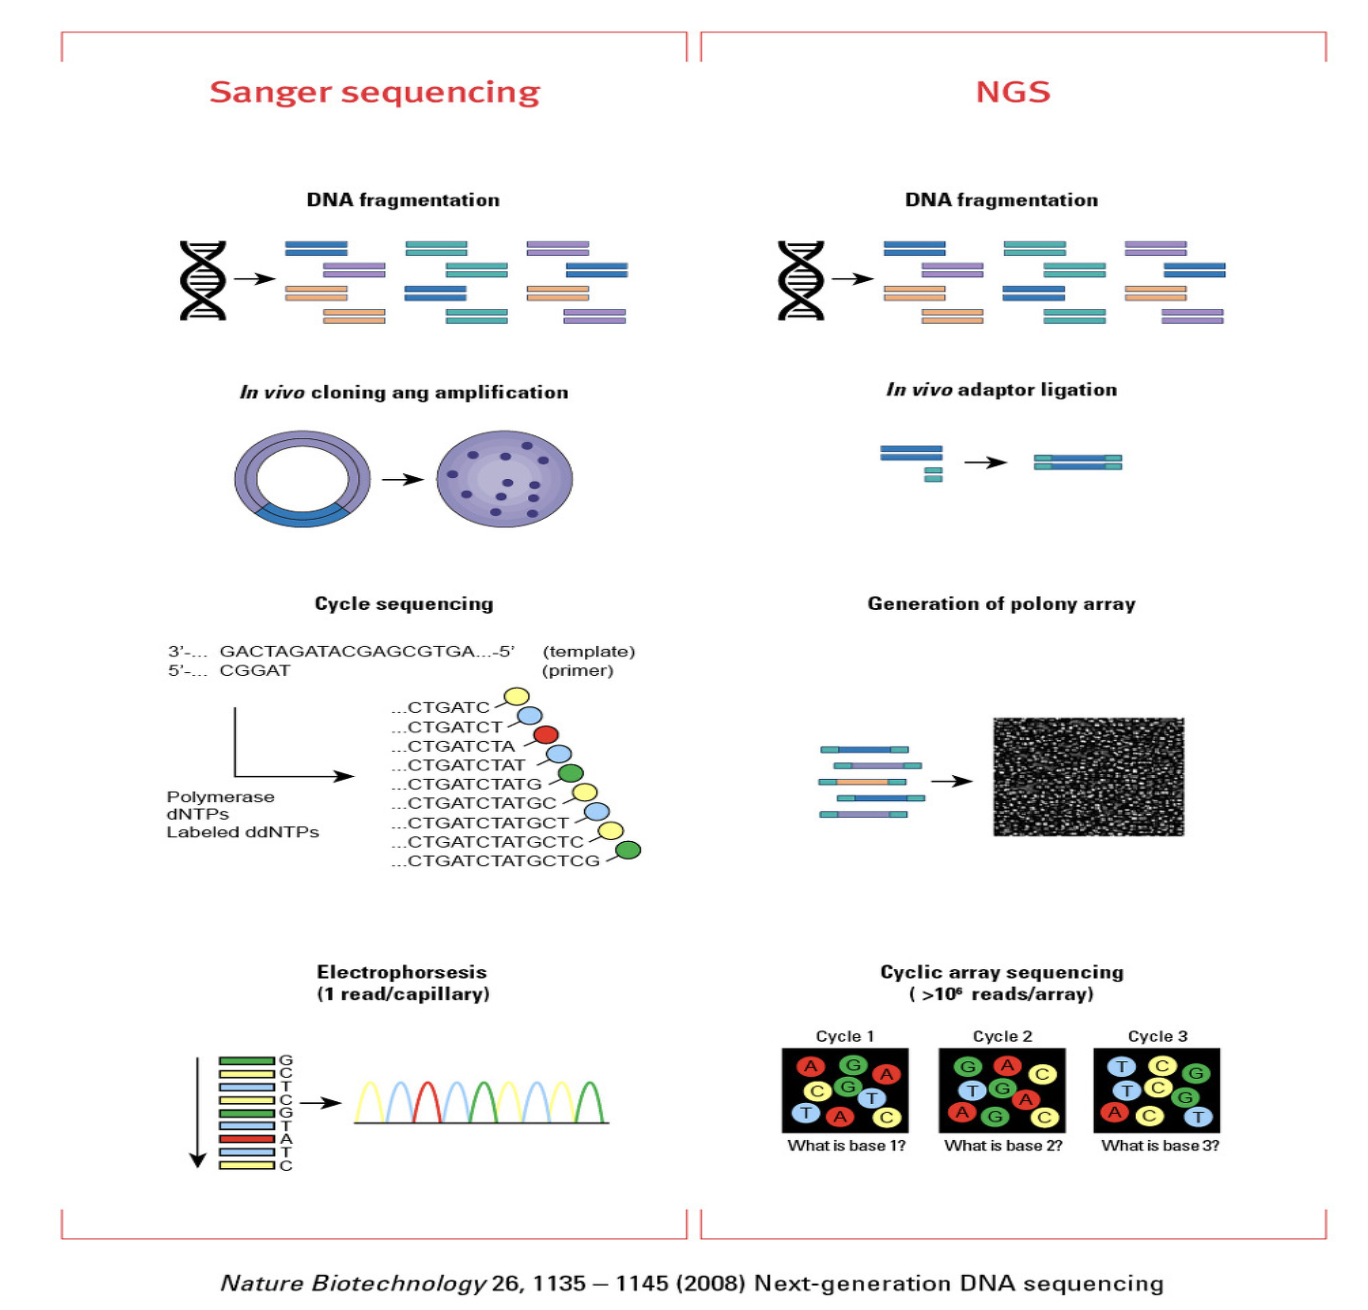 Sanger sequencing
DNA fragmentation
In vivo cloning ang amplification
Cycle sequencing
3'-... GACTAGATACGAGCGTGA...-5' (template)
5'-... CGGAT (primer)
...CTGATC
...CTGATCT
...CTGATCTA
...CTGATCTAT
...CTGATCTATG
...CTGATCTATGC
...CTGATCTATGCT
...CTGATCTATGCTC
...CTGATCTATGCTCG
Polymerase
dNTPs
Labeled ddNTPs
Electrophorsesis
(1 read/capillary)
G
C
T
C
G
T
A
T
C
NGS
DNA fragmentation
In vivo adaptor ligation
Generation of polony array
Cyclic array sequencing
( >10⁶ reads/array)
Cycle 1
A G A
C G T
T A C
What is base 1?
Cycle 2
G A C
T G A
A G C
What is base 2?
Cycle 3
T C G
T C G
A C T
What is base 3?
Nature Biotechnology 26, 1135 – 1145 (2008) Next-generation DNA sequencing